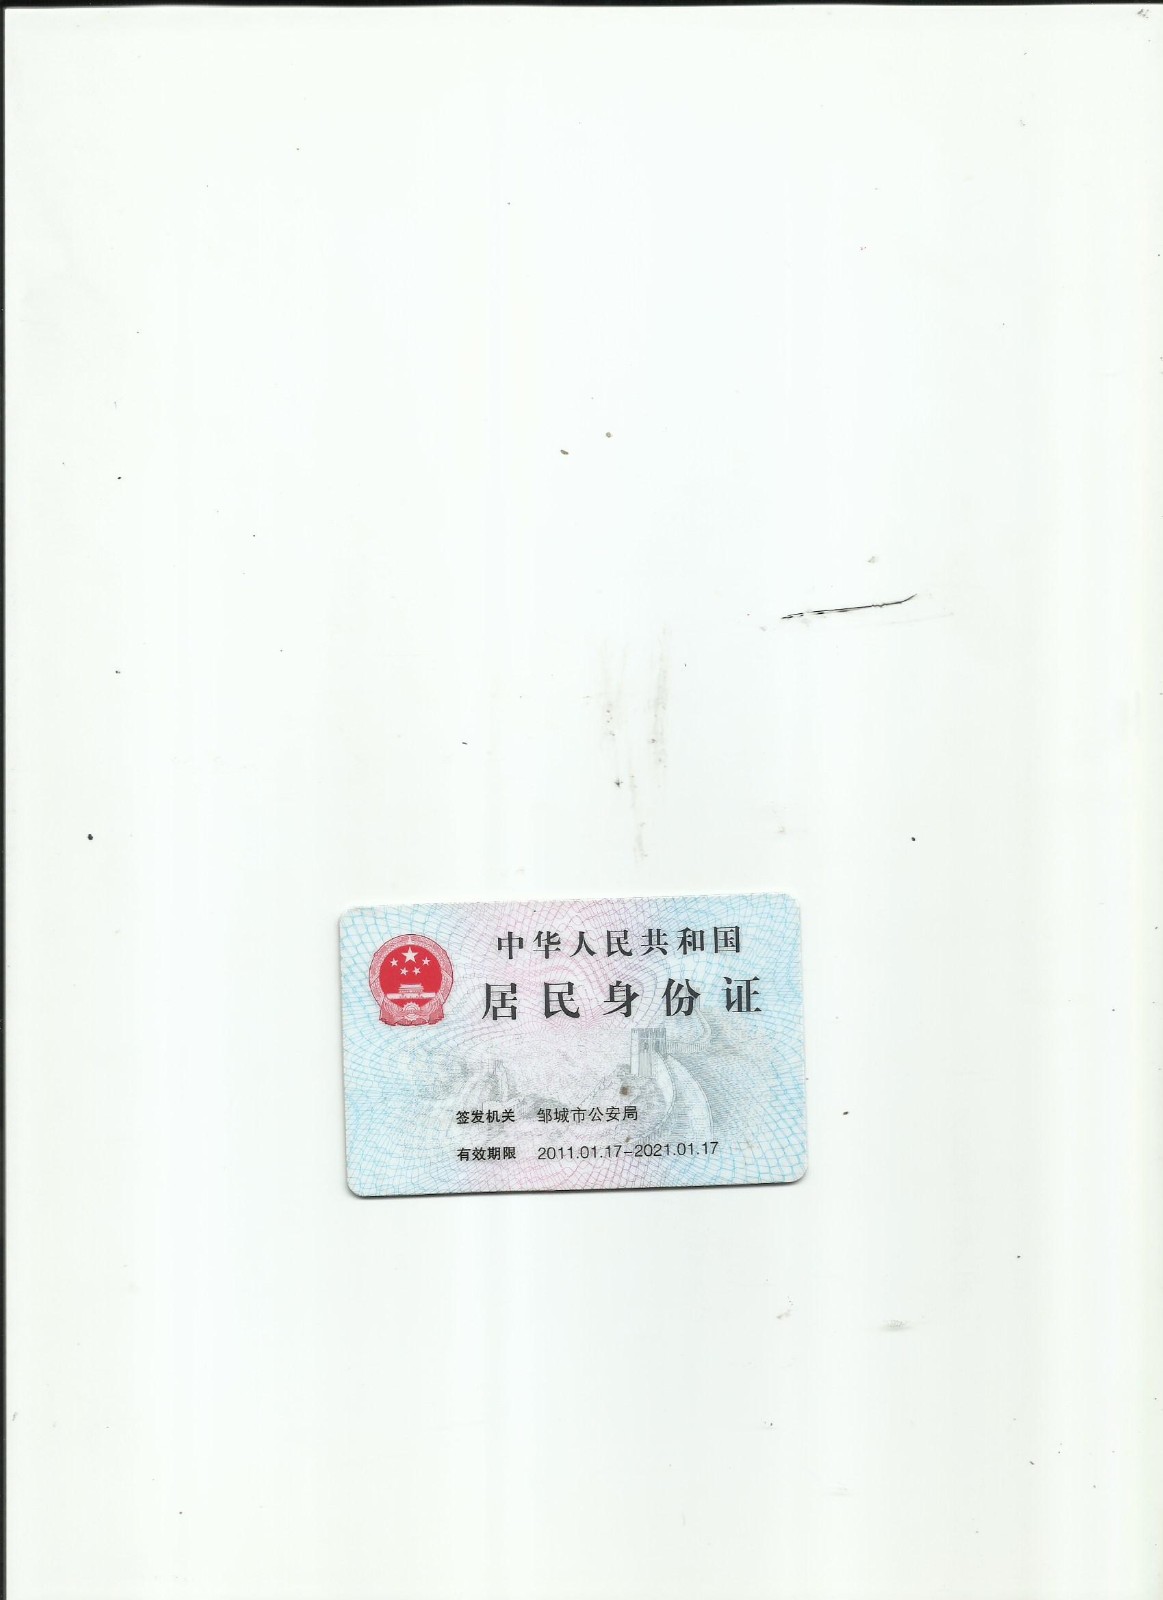 中华人民共和国
居民身份证
签发机关 邹城市公安局
有效期限 2011.01.17-2021.01.17